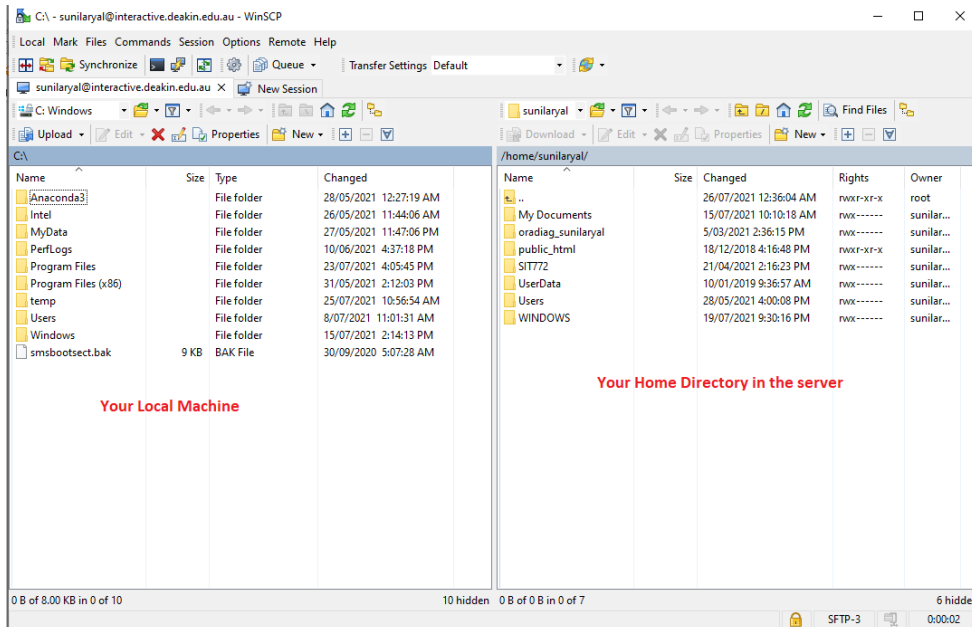 C:\ - sunilaryal@interactive.deakin.edu.au - WinSCP
Local Mark Files Commands Session Options Remote Help
Synchronize Queue Transfer Settings Default
sunilaryal@interactive.deakin.edu.au X New Session
C: Windows sunilaryal Find Files
Upload Edit Properties New Download Edit Properties New
C:\ /home/sunilaryal/
Name Size Type Changed Name Size Changed Rights Owner
Anaconda3 File folder 28/05/2021 12:27:19 AM .. 26/07/2021 12:36:04 AM rwxr-xr-x root
Intel File folder 26/05/2021 11:44:06 AM My Documents 15/07/2021 10:10:18 AM rwx------ sunilar...
MyData File folder 27/05/2021 11:47:06 PM oradiag_sunilaryal 5/03/2021 2:36:15 PM rwx------ sunilar...
PerfLogs File folder 10/06/2021 4:37:18 PM public_html 18/12/2018 4:16:48 PM rwxr-xr-x sunilar...
Program Files File folder 23/07/2021 4:05:45 PM SIT772 21/04/2021 2:16:23 PM rwx------ sunilar...
Program Files (x86) File folder 31/05/2021 2:12:03 PM UserData 10/01/2019 9:36:57 AM rwx------ sunilar...
temp File folder 25/07/2021 10:56:54 AM Users 28/05/2021 4:00:08 PM rwx------ sunilar...
Users File folder 8/07/2021 11:01:31 AM WINDOWS 19/07/2021 9:30:16 PM rwx------ sunilar...
Windows File folder 15/07/2021 2:14:13 PM
smsbootsect.bak 9 KB BAK File 30/09/2020 5:07:28 AM
Your Home Directory in the server
Your Local Machine
0 B of 8.00 KB in 0 of 10 10 hidden 0 B of 0 B in 0 of 7 6 hidde
SFTP-3 0:00:02